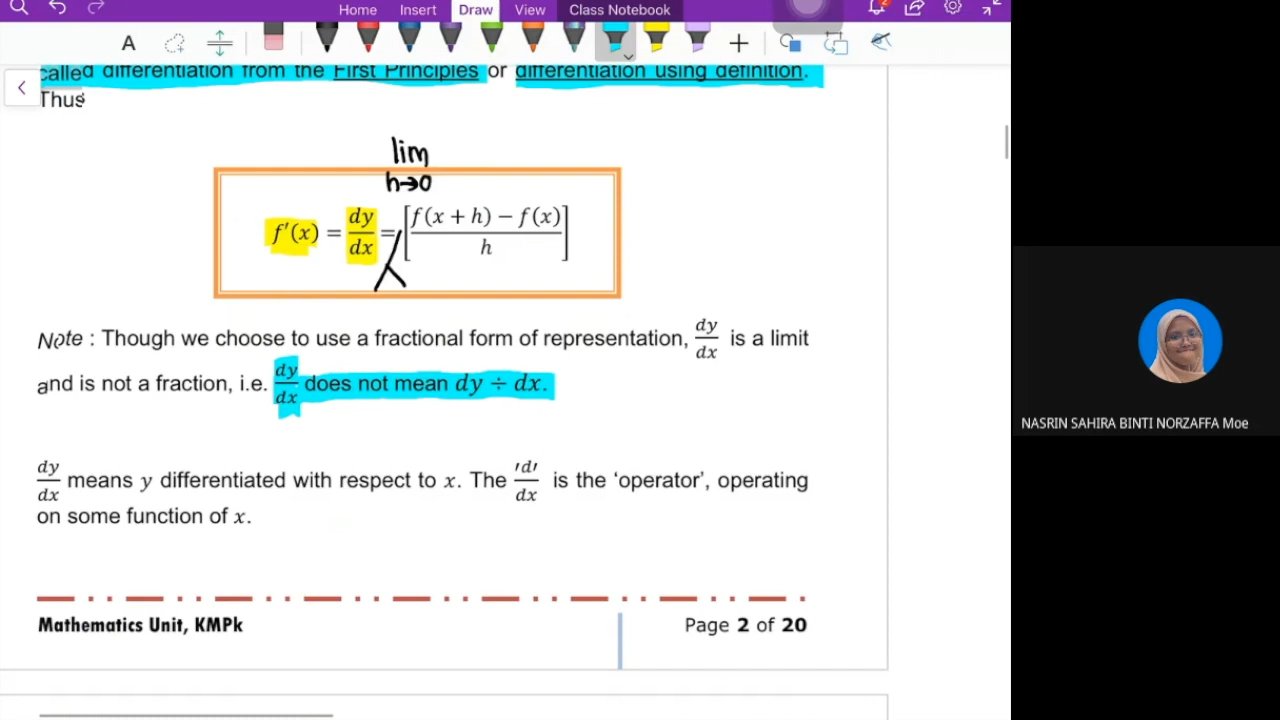 Home Insert Draw View Class Notebook
2
A
called differentiation from the First Principles or differentiation using definition.
Thus
lim
h→0
f′(x) = dy/dx = [f(x + h) − f(x) / h]
Note : Though we choose to use a fractional form of representation, dy/dx is a limit
and is not a fraction, i.e. dy/dx does not mean dy ÷ dx.
dy/dx means y differentiated with respect to x. The ′d′/dx is the ‘operator’, operating
on some function of x.
Mathematics Unit, KMPk
Page 2 of 20
NASRIN SAHIRA BINTI NORZAFFA Moe